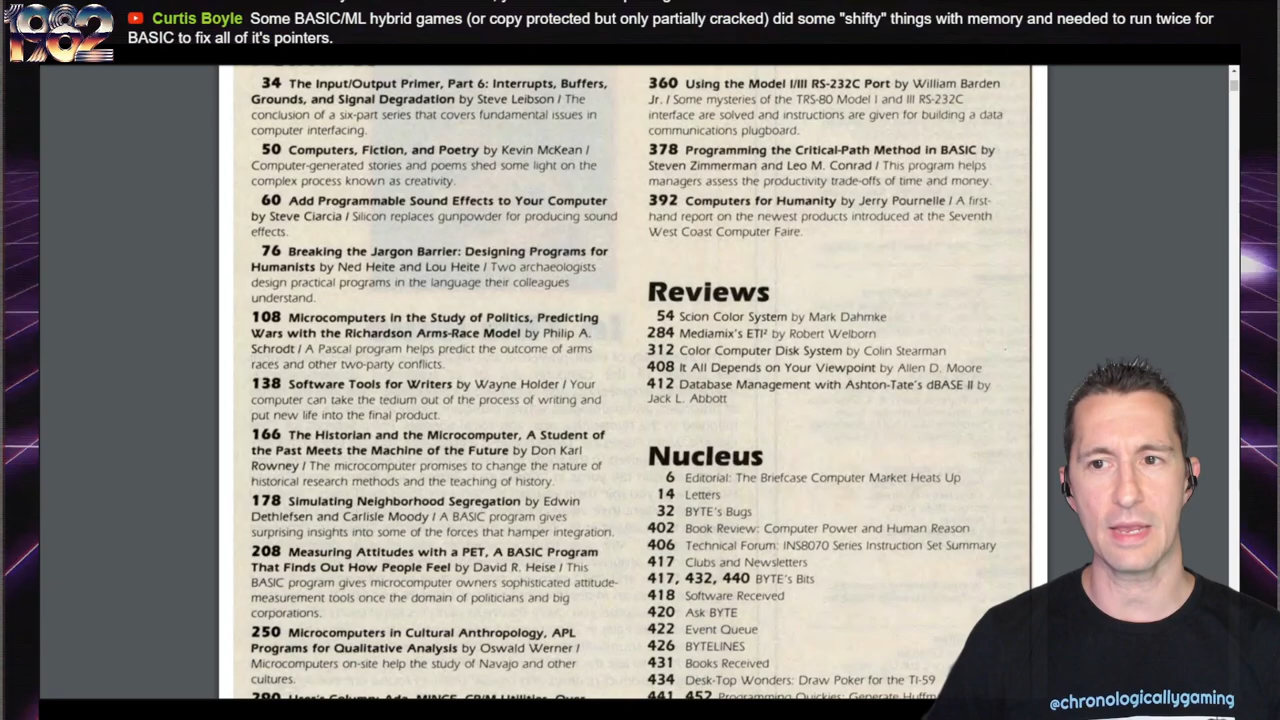 1982
Curtis Boyle Some BASIC/ML hybrid games (or copy protected but only partially cracked) did some "shifty" things with memory and needed to run twice for
BASIC to fix all of it's pointers.
34 The Input/Output Primer, Part 6: Interrupts, Buffers,
Grounds, and Signal Degradation by Steve Leibson / The
conclusion of a six-part series that covers fundamental issues in
computer interfacing.
50 Computers, Fiction, and Poetry by Kevin McKean /
Computer-generated stories and poems shed some light on the
complex process known as creativity.
60 Add Programmable Sound Effects to Your Computer
by Steve Ciarcia / Silicon replaces gunpowder for producing sound
effects.
76 Breaking the Jargon Barrier: Designing Programs for
Humanists by Ned Heite and Lou Heite / Two archaeologists
design practical programs in the language their colleagues
understand.
108 Microcomputers in the Study of Politics, Predicting
Wars with the Richardson Arms-Race Model by Philip A.
Schrodt / A Pascal program helps predict the outcome of arms
races and other two-party conflicts.
138 Software Tools for Writers by Wayne Holder / Your
computer can take the tedium out of the process of writing and
put new life into the final product.
166 The Historian and the Microcomputer, A Student of
the Past Meets the Machine of the Future by Don Karl
Rowney / The microcomputer promises to change the nature of
historical research methods and the teaching of history.
178 Simulating Neighborhood Segregation by Edwin
Dethlefsen and Carlisle Moody / A BASIC program gives
surprising insights into some of the forces that hamper integration.
208 Measuring Attitudes with a PET, A BASIC Program
That Finds Out How People Feel by David R. Heise / This
BASIC program gives microcomputer owners sophisticated attitude-
measurement tools once the domain of politicians and big
corporations.
250 Microcomputers in Cultural Anthropology, APL
Programs for Qualitative Analysis by Oswald Werner /
Microcomputers on-site help the study of Navajo and other
cultures.
360 Using the Model I/III RS-232C Port by William Barden
Jr. / Some mysteries of the TRS-80 Model I and III RS-232C
interface are solved and instructions are given for building a data
communications plugboard.
378 Programming the Critical-Path Method in BASIC by
Steven Zimmerman and Leo M. Conrad / This program helps
managers assess the productivity trade-offs of time and money.
392 Computers for Humanity by Jerry Pournelle / A first-
hand report on the newest products introduced at the Seventh
West Coast Computer Faire.
Reviews
54 Scion Color System by Mark Dahmke
284 Mediamix's ETI² by Robert Welborn
312 Color Computer Disk System by Colin Stearman
408 It All Depends on Your Viewpoint by Allen D. Moore
412 Database Management with Ashton-Tate's dBASE II by
Jack L. Abbott
Nucleus
6 Editorial: The Briefcase Computer Market Heats Up
14 Letters
32 BYTE's Bugs
402 Book Review: Computer Power and Human Reason
406 Technical Forum: INS8070 Series Instruction Set Summary
417 Clubs and Newsletters
417, 432, 440 BYTE's Bits
418 Software Received
420 Ask BYTE
422 Event Queue
426 BYTELINES
431 Books Received
434 Desk-Top Wonders: Draw Poker for the TI-59
441, 452 Programming Quickies: Generate
@chronologicallygaming